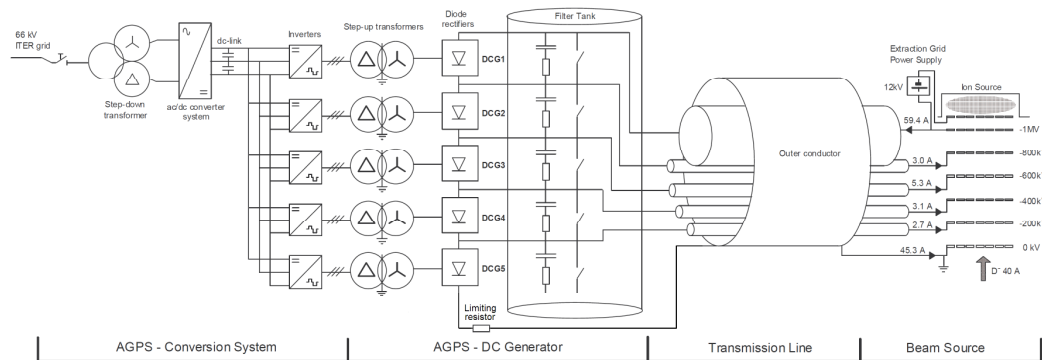 66 kV
ITER grid
Step-down
transformer
ac/dc converter
system
dc-link
Inverters
Step-up transformers
Diode
rectifiers
DCG1
DCG2
DCG3
DCG4
DCG5
Filter Tank
Limiting
resistor
Outer conductor
Extraction Grid
Power Supply
12kV
Ion Source
59.4 A
-1MV
3.0 A
-800k
5.3 A
-600k
3.1 A
-400k
2.7 A
-200k
45.3 A
0 kV
D⁻ 40 A
AGPS - Conversion System
AGPS - DC Generator
Transmission Line
Beam Source